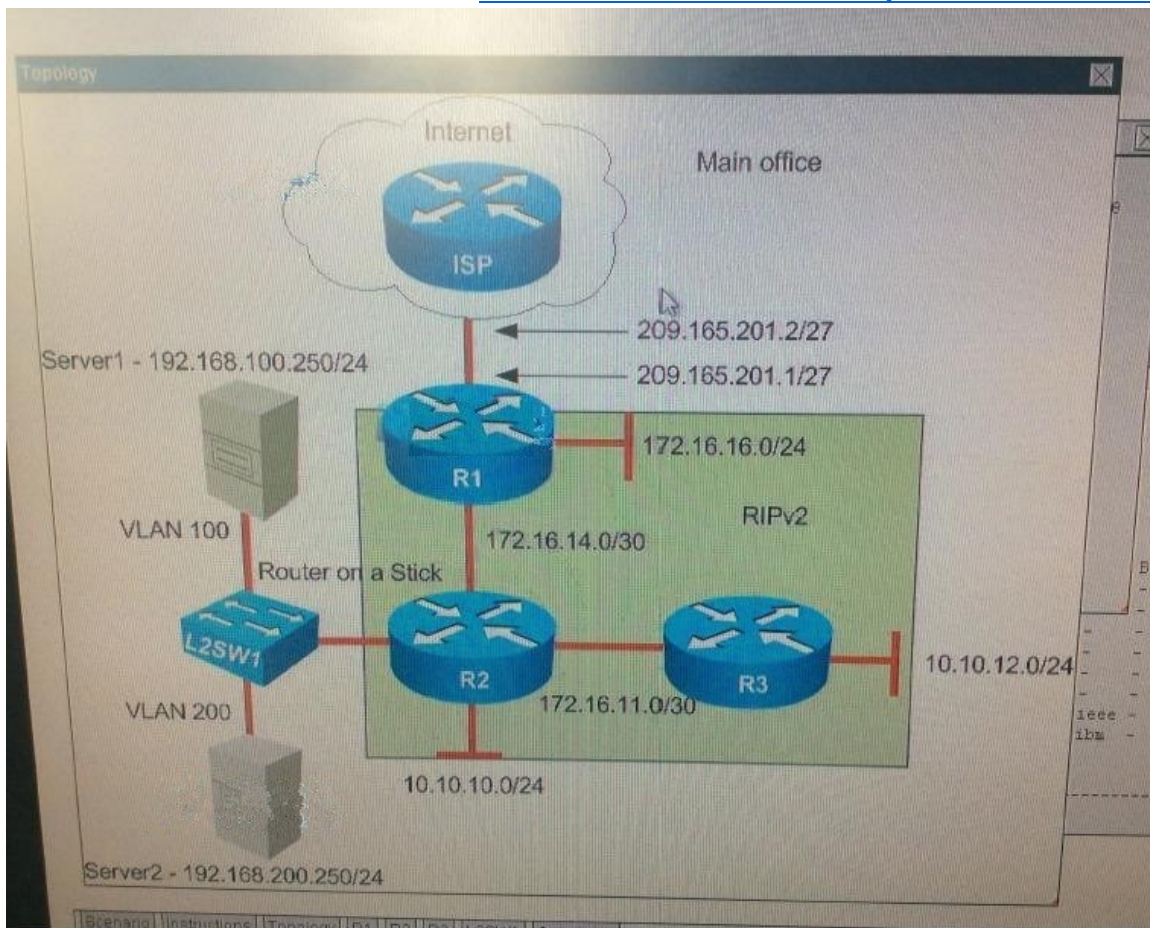 Topology
Internet
Main office
ISP
209.165.201.2/27
Server1 - 192.168.100.250/24
209.165.201.1/27
172.16.16.0/24
R1
RIPv2
VLAN 100
172.16.14.0/30
Router on a Stick
L2SW1
R2
R3
10.10.12.0/24
VLAN 200
172.16.11.0/30
ieee -
ibm -
10.10.10.0/24
Server2 - 192.168.200.250/24
Scenario Instructions Topology R1 R2 R3